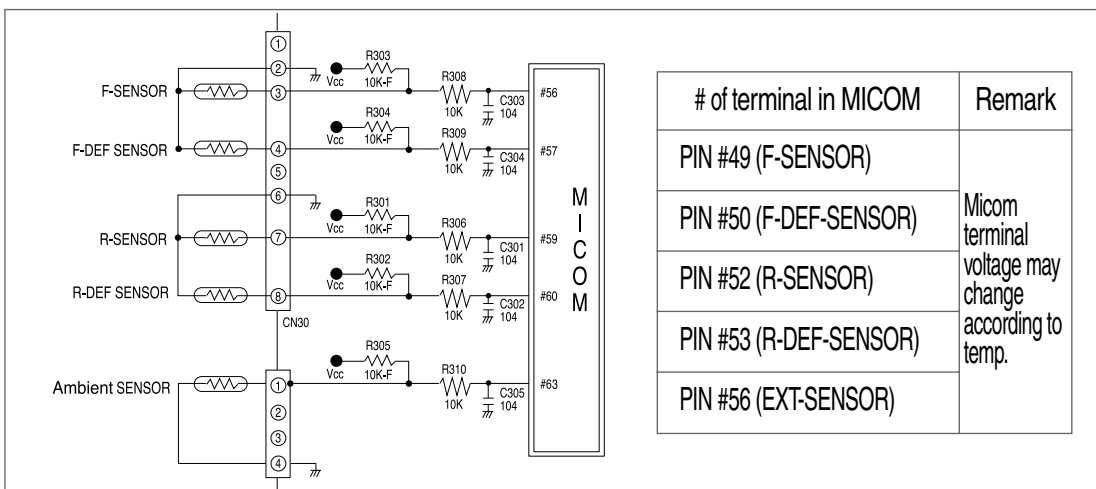 F-SENSOR
F-DEF SENSOR
R-SENSOR
R-DEF SENSOR
Ambient SENSOR
1
2
3
4
5
6
7
8
CN30
1
2
3
4
Vcc
R303
10K-F
R308
10K
C303
104
#56
Vcc
R304
10K-F
R309
10K
C304
104
#57
Vcc
R301
10K-F
R306
10K
C301
104
#59
Vcc
R302
10K-F
R307
10K
C302
104
#60
Vcc
R305
10K-F
R310
10K
C305
104
#63
MICOM
# of terminal in MICOM Remark
PIN #49 (F-SENSOR)
PIN #50 (F-DEF-SENSOR)
PIN #52 (R-SENSOR)
PIN #53 (R-DEF-SENSOR)
PIN #56 (EXT-SENSOR)
Micom
terminal
voltage may
change
according to
temp.